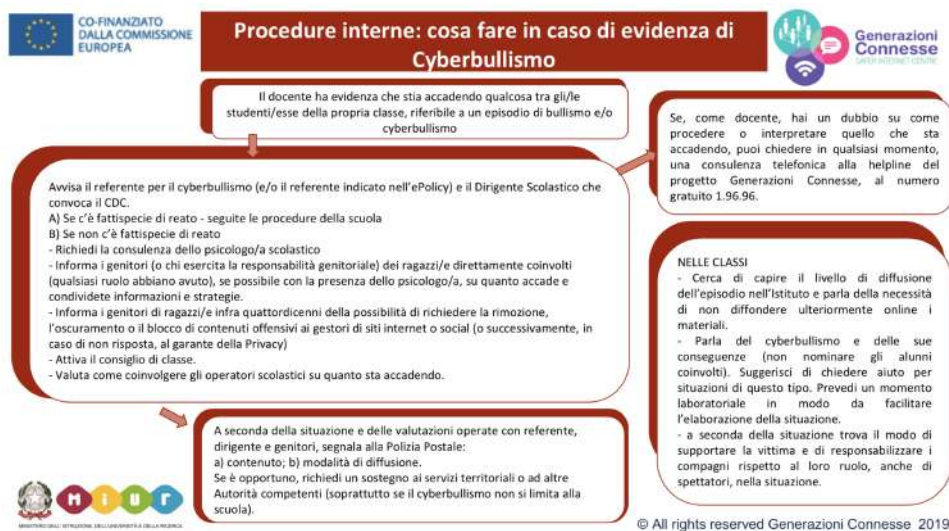 CO-FINANZIATO
DALLA COMMISSIONE
EUROPEA
Procedure interne: cosa fare in caso di evidenza di
Cyberbullismo
Generazioni
Connesse
SAFER INTERNET CENTRE
Il docente ha evidenza che stia accadendo qualcosa tra gli/le
studenti/esse della propria classe, riferibile a un episodio di bullismo e/o
cyberbullismo
Se, come docente, hai un dubbio su come
procedere o interpretare quello che sta
accadendo, puoi chiedere in qualsiasi momento,
una consulenza telefonica alla helpline del
progetto Generazioni Connesse, al numero
gratuito 1.96.96.
Avvisa il referente per il cyberbullismo (e/o il referente indicato nell'ePolicy) e il Dirigente Scolastico che
convoca il CDC.
A) Se c'è fattispecie di reato - seguite le procedure della scuola
B) Se non c'è fattispecie di reato
- Richiedi la consulenza dello psicologo/a scolastico
- Informa i genitori (o chi esercita la responsabilità genitoriale) dei ragazzi/e direttamente coinvolti
(qualsiasi ruolo abbiano avuto), se possibile con la presenza dello psicologo/a, su quanto accade e
condividete informazioni e strategie.
- Informa i genitori di ragazzi/e infra quattordicenni della possibilità di richiedere la rimozione,
l'oscuramento o il blocco di contenuti offensivi ai gestori di siti internet o social (o successivamente, in
caso di non risposta, al garante della Privacy)
- Attiva il consiglio di classe.
- Valuta come coinvolgere gli operatori scolastici su quanto sta accadendo.
NELLE CLASSI
- Cerca di capire il livello di diffusione
dell'episodio nell'Istituto e parla della necessità
di non diffondere ulteriormente online i
materiali.
- Parla del cyberbullismo e delle sue
conseguenze (non nominare gli alunni
coinvolti). Suggerisci di chiedere aiuto per
situazioni di questo tipo. Prevedi un momento
laboratoriale in modo da facilitare
l'elaborazione della situazione.
- a seconda della situazione trova il modo di
supportare la vittima e di responsabilizzare i
compagni rispetto al loro ruolo, anche di
spettatori, nella situazione.
A seconda della situazione e delle valutazioni operate con referente,
dirigente e genitori, segnala alla Polizia Postale:
a) contenuto; b) modalità di diffusione.
Se è opportuno, richiedi un sostegno ai servizi territoriali o ad altre
Autorità competenti (soprattutto se il cyberbullismo non si limita alla
scuola).
MIUR
MINISTERO DELL'ISTRUZIONE, DELL'UNIVERSITÀ E DELLA RICERCA
© All rights reserved Generazioni Connesse 2019